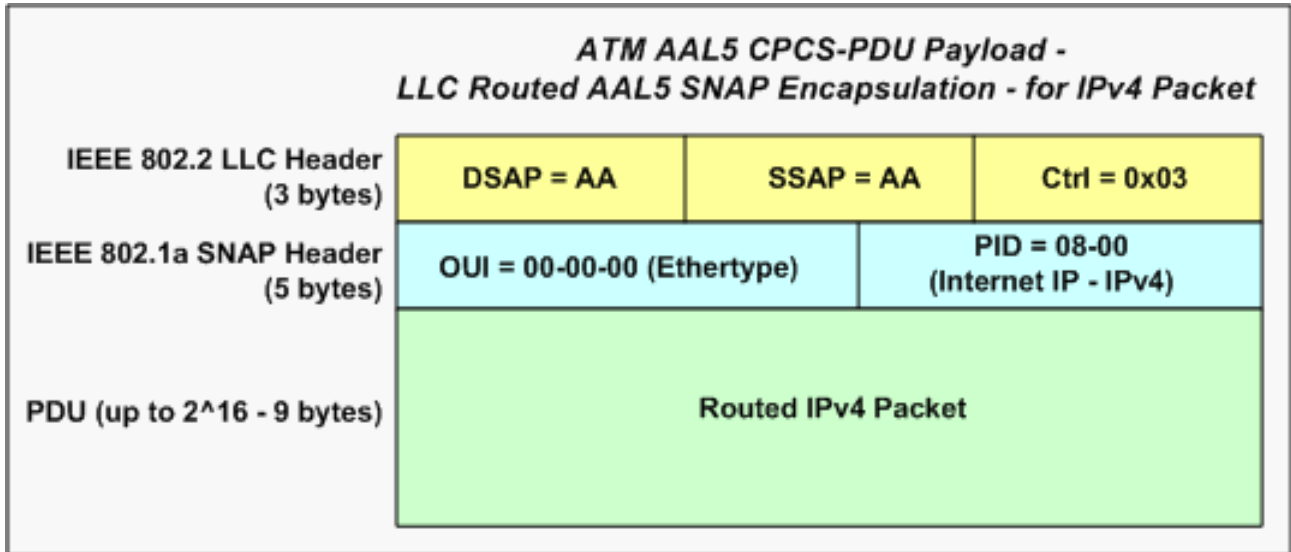 ATM AAL5 CPCS-PDU Payload -
LLC Routed AAL5 SNAP Encapsulation - for IPv4 Packet
IEEE 802.2 LLC Header
(3 bytes)
DSAP = AA
SSAP = AA
Ctrl = 0x03
IEEE 802.1a SNAP Header
(5 bytes)
OUI = 00-00-00 (Ethertype)
PID = 08-00
(Internet IP - IPv4)
PDU (up to 2^16 - 9 bytes)
Routed IPv4 Packet